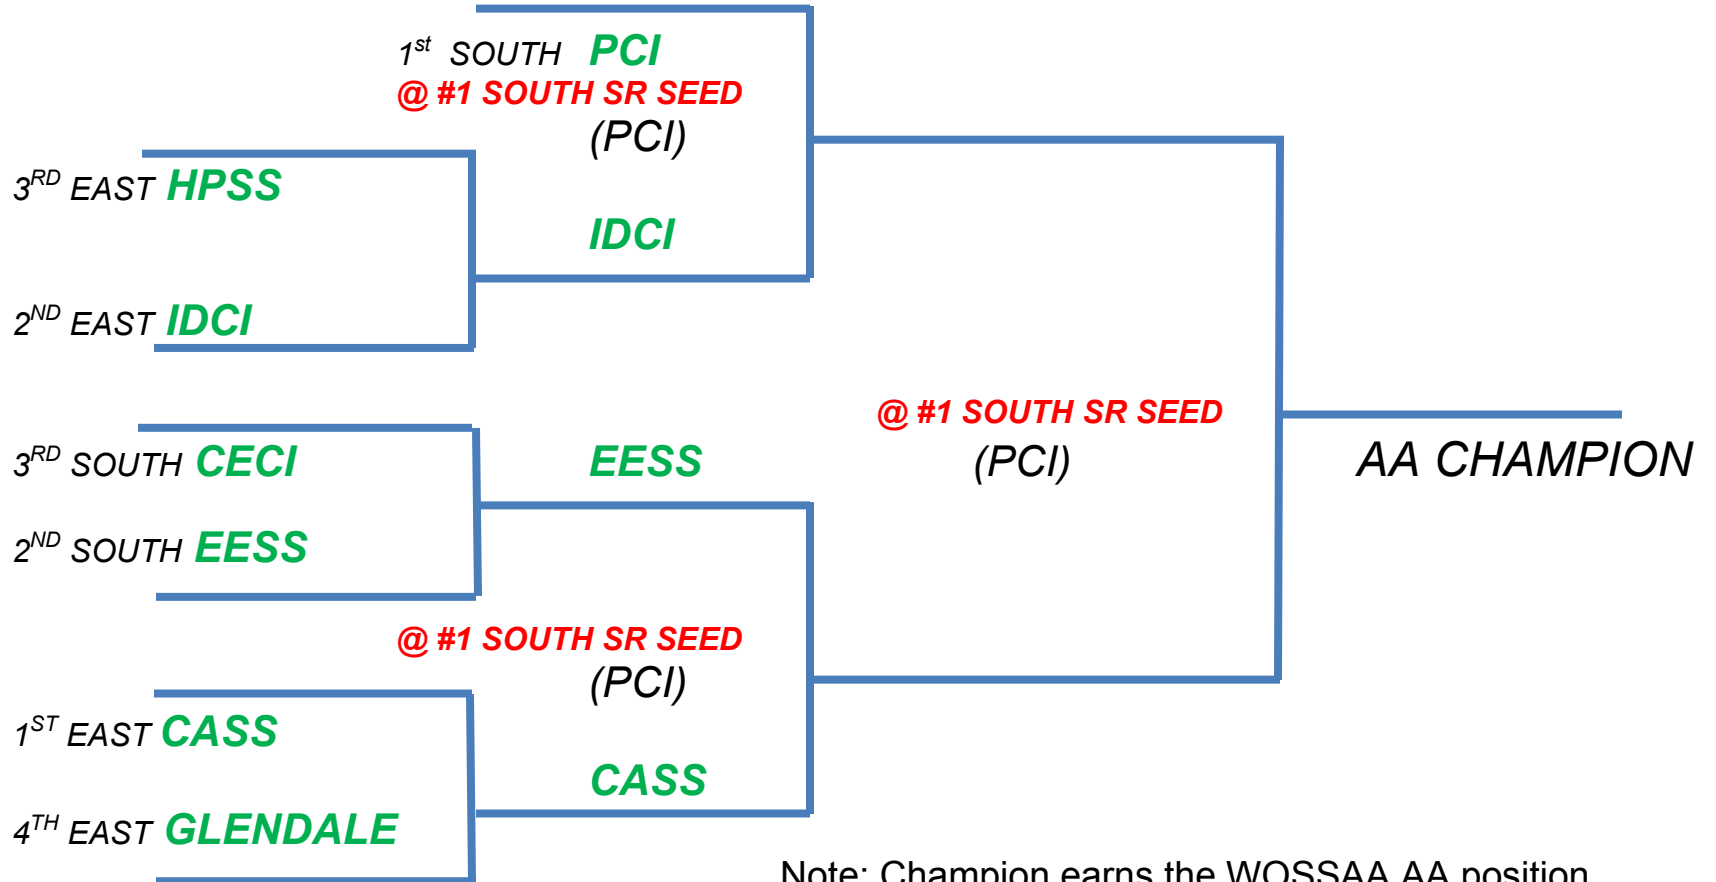 1st SOUTH PCI
@ #1 SOUTH SR SEED
(PCI)
3RD EAST HPSS
IDCI
2ND EAST IDCI
@ #1 SOUTH SR SEED
3RD SOUTH CECI EESS (PCI) AA CHAMPION
2ND SOUTH EESS
@ #1 SOUTH SR SEED
(PCI)
1ST EAST CASS
CASS
4TH EAST GLENDALE
Note: Champion earns the WOSSAA AA position